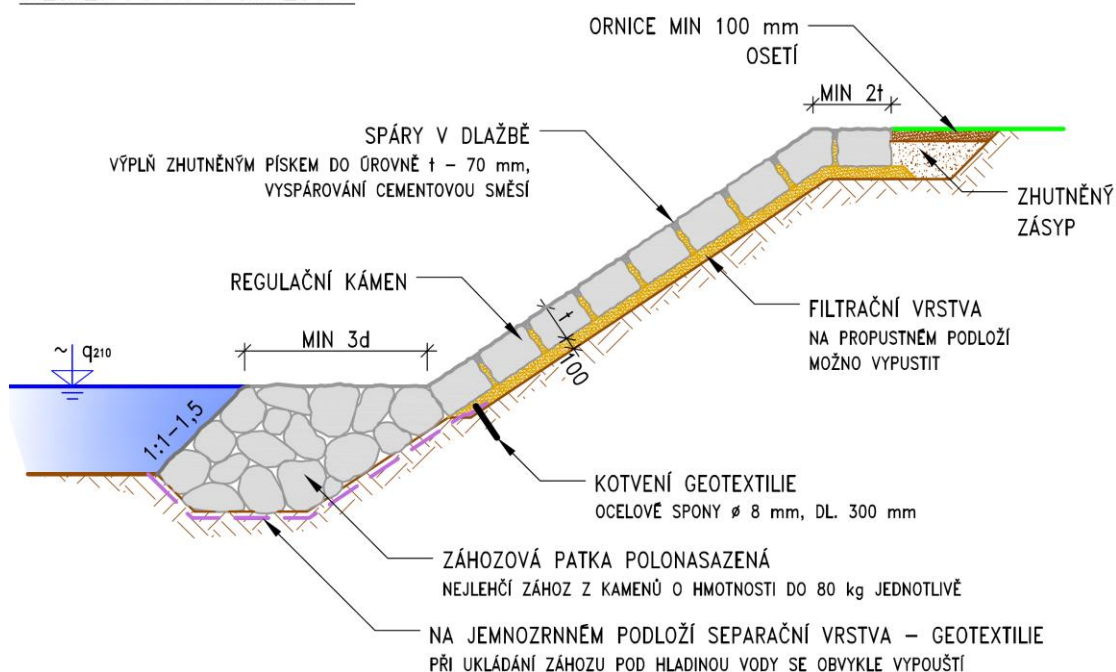 ORNICE MIN 100 mm
OSETÍ
MIN 2t
SPÁRY V DLAŽBĚ
VÝPLŇ ZHUTNĚNÝM PÍSKEM DO ÚROVNĚ t – 70 mm,
VYSPÁROVÁNÍ CEMENTOVOU SMĚSÍ
ZHUTNĚNÝ
ZÁSYP
REGULAČNÍ KÁMEN
FILTRAČNÍ VRSTVA
NA PROPUSTNÉM PODLOŽÍ
MOŽNO VYPUSTIT
t
100
MIN 3d
~ q210
1:1–1,5
KOTVENÍ GEOTEXTILIE
OCELOVÉ SPONY ø 8 mm, DL. 300 mm
ZÁHOZOVÁ PATKA POLONASAZENÁ
NEJLEHČÍ ZÁHOZ Z KAMENŮ O HMOTNOSTI DO 80 kg JEDNOTLIVĚ
NA JEMNOZRNNÉM PODLOŽÍ SEPARAČNÍ VRSTVA – GEOTEXTILIE
PŘI UKLÁDÁNÍ ZÁHOZU POD HLADINOU VODY SE OBVYKLE VYPOUŠTÍ